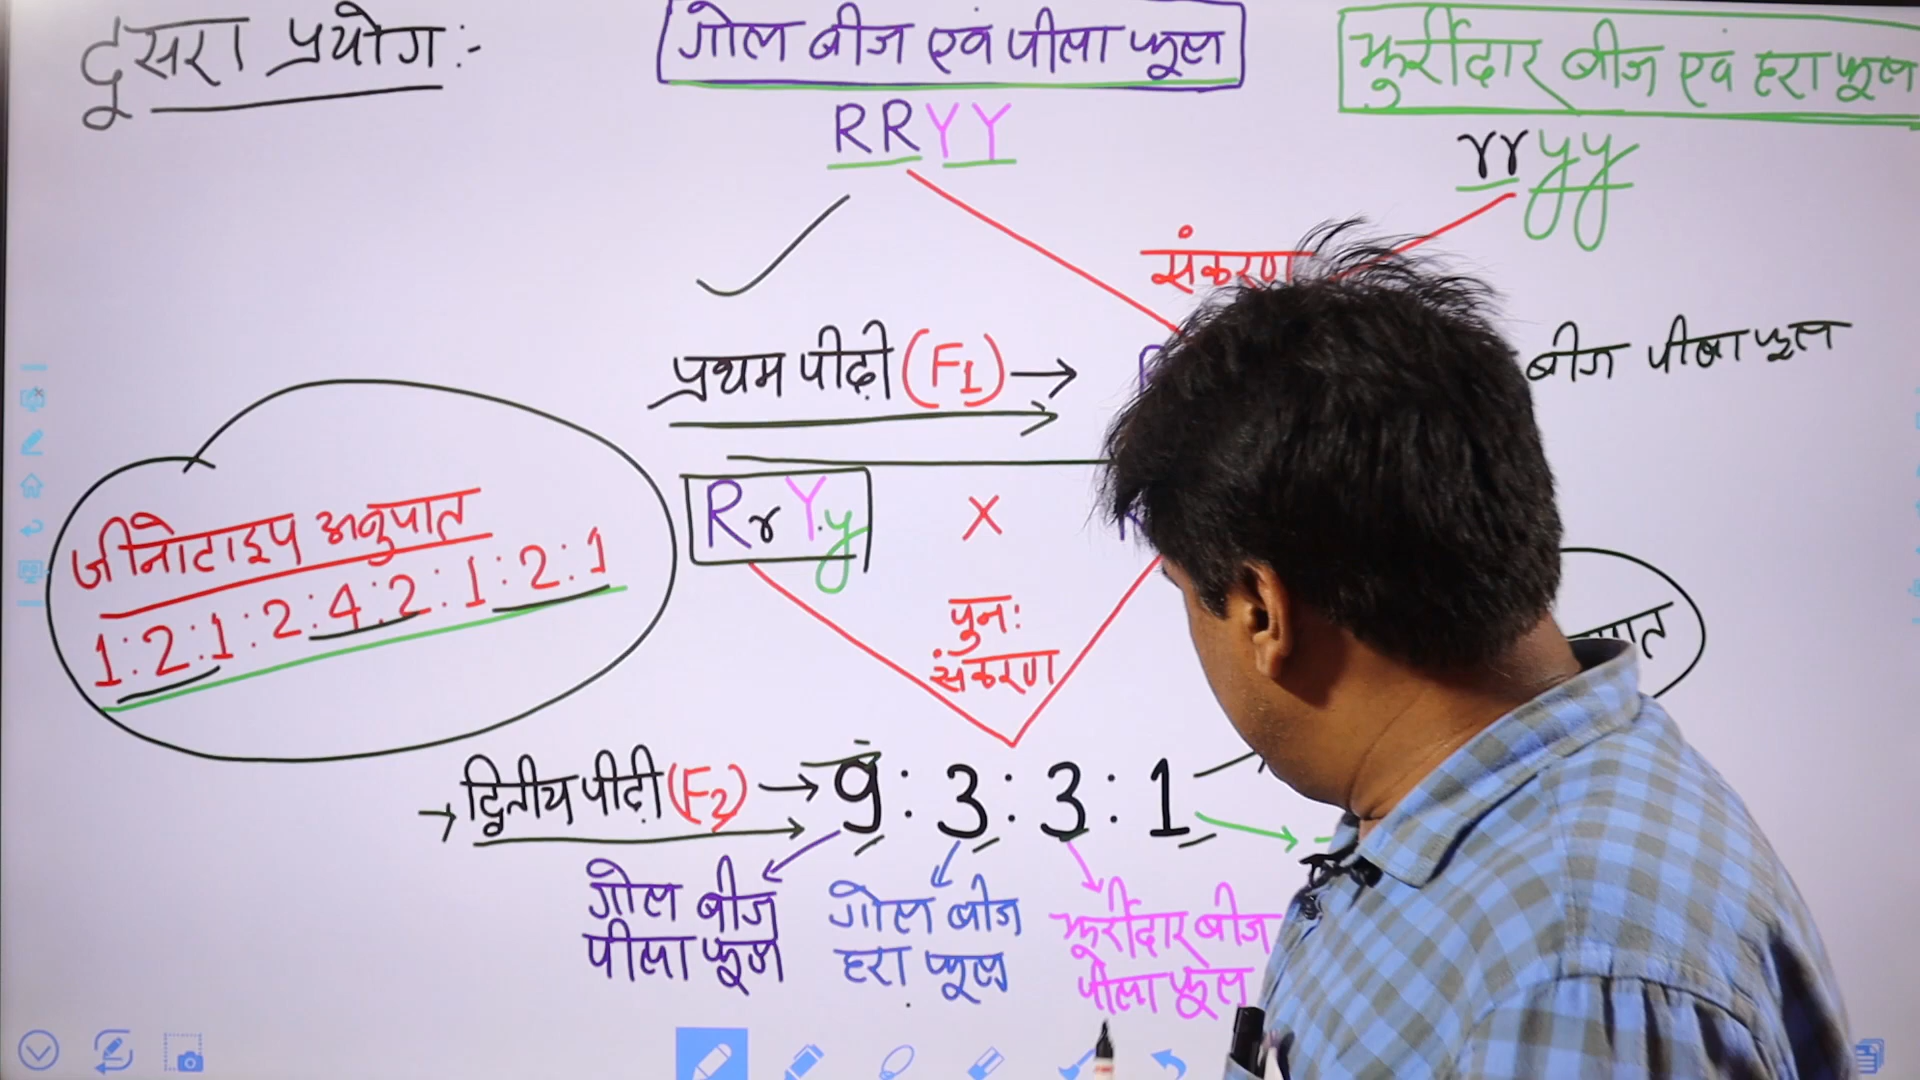 दूसरा प्रयोग :-
गोल बीज एवं पीला फूल
झुर्रीदार बीज एवं हरा फूल
RRYY
rryy
संकरण
प्रथम पीढ़ी (F1) →
बीज पीला फूल
RrYy
X
पुनः
संकरण
जीनोटाइप अनुपात
1:2:1:2:4:2:1:2:1
→ द्वितीय पीढ़ी (F2) → 9:3:3:1
गोल बीज
पीला फूल
गोल बीज
हरा फूल
झुर्रीदार बीज
पीला फूल